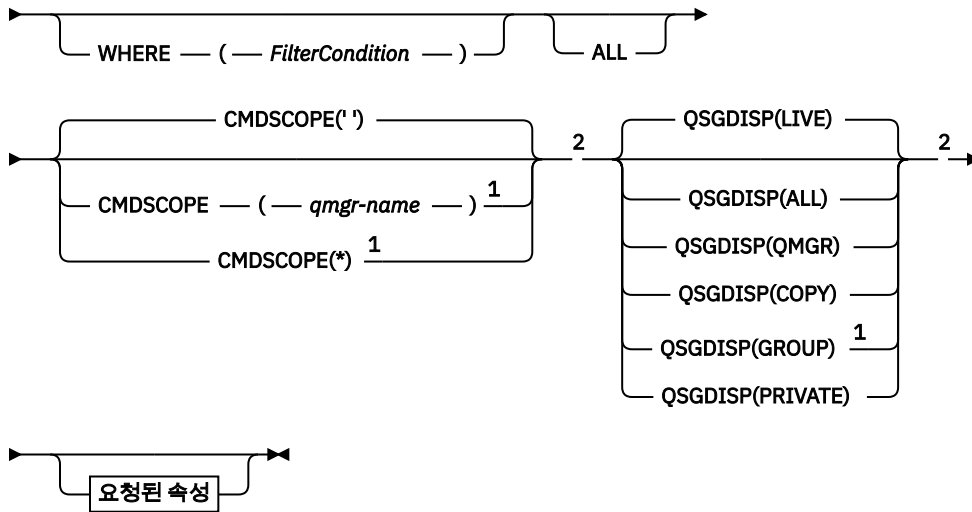 WHERE ( FilterCondition ) ALL
CMDSCOPE(' ') QSGDISP(LIVE)
2 2
CMDSCOPE ( qmgr-name ) 1 QSGDISP(ALL)
CMDSCOPE(*) 1 QSGDISP(QMGR)
QSGDISP(COPY)
QSGDISP(GROUP) 1
QSGDISP(PRIVATE)
요청된 속성